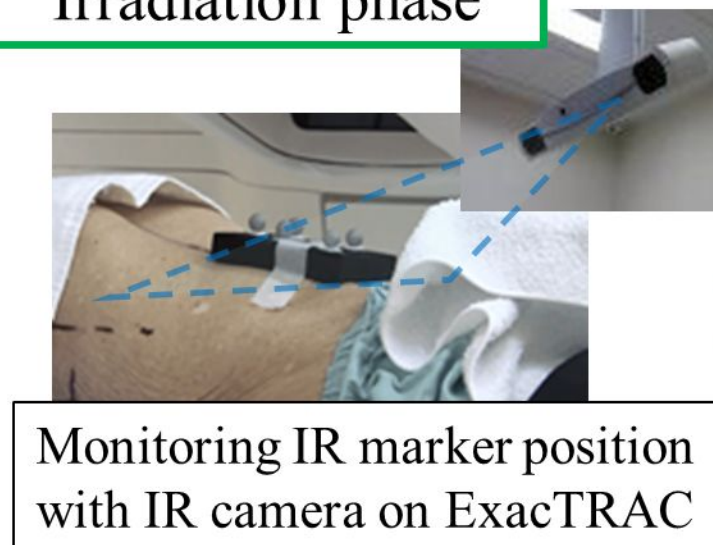 Irradiation phase
Monitoring IR marker position
with IR camera on ExacTRAC